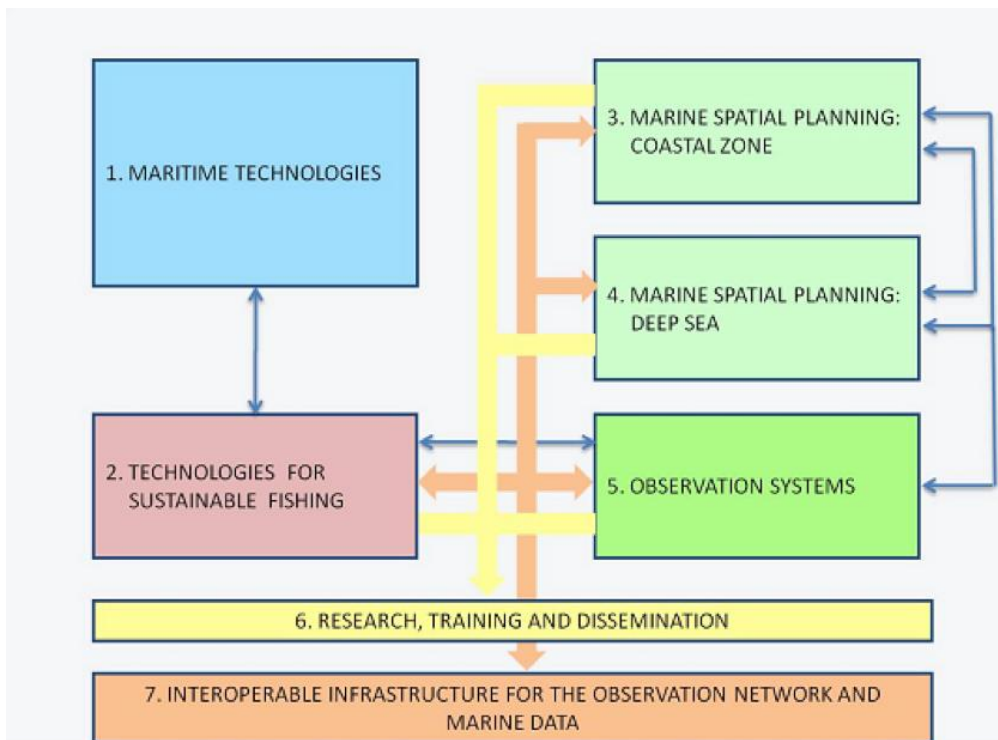 1. MARITIME TECHNOLOGIES
2. TECHNOLOGIES FOR
SUSTAINABLE FISHING
3. MARINE SPATIAL PLANNING:
COASTAL ZONE
4. MARINE SPATIAL PLANNING:
DEEP SEA
5. OBSERVATION SYSTEMS
6. RESEARCH, TRAINING AND DISSEMINATION
7. INTEROPERABLE INFRASTRUCTURE FOR THE OBSERVATION NETWORK AND
MARINE DATA